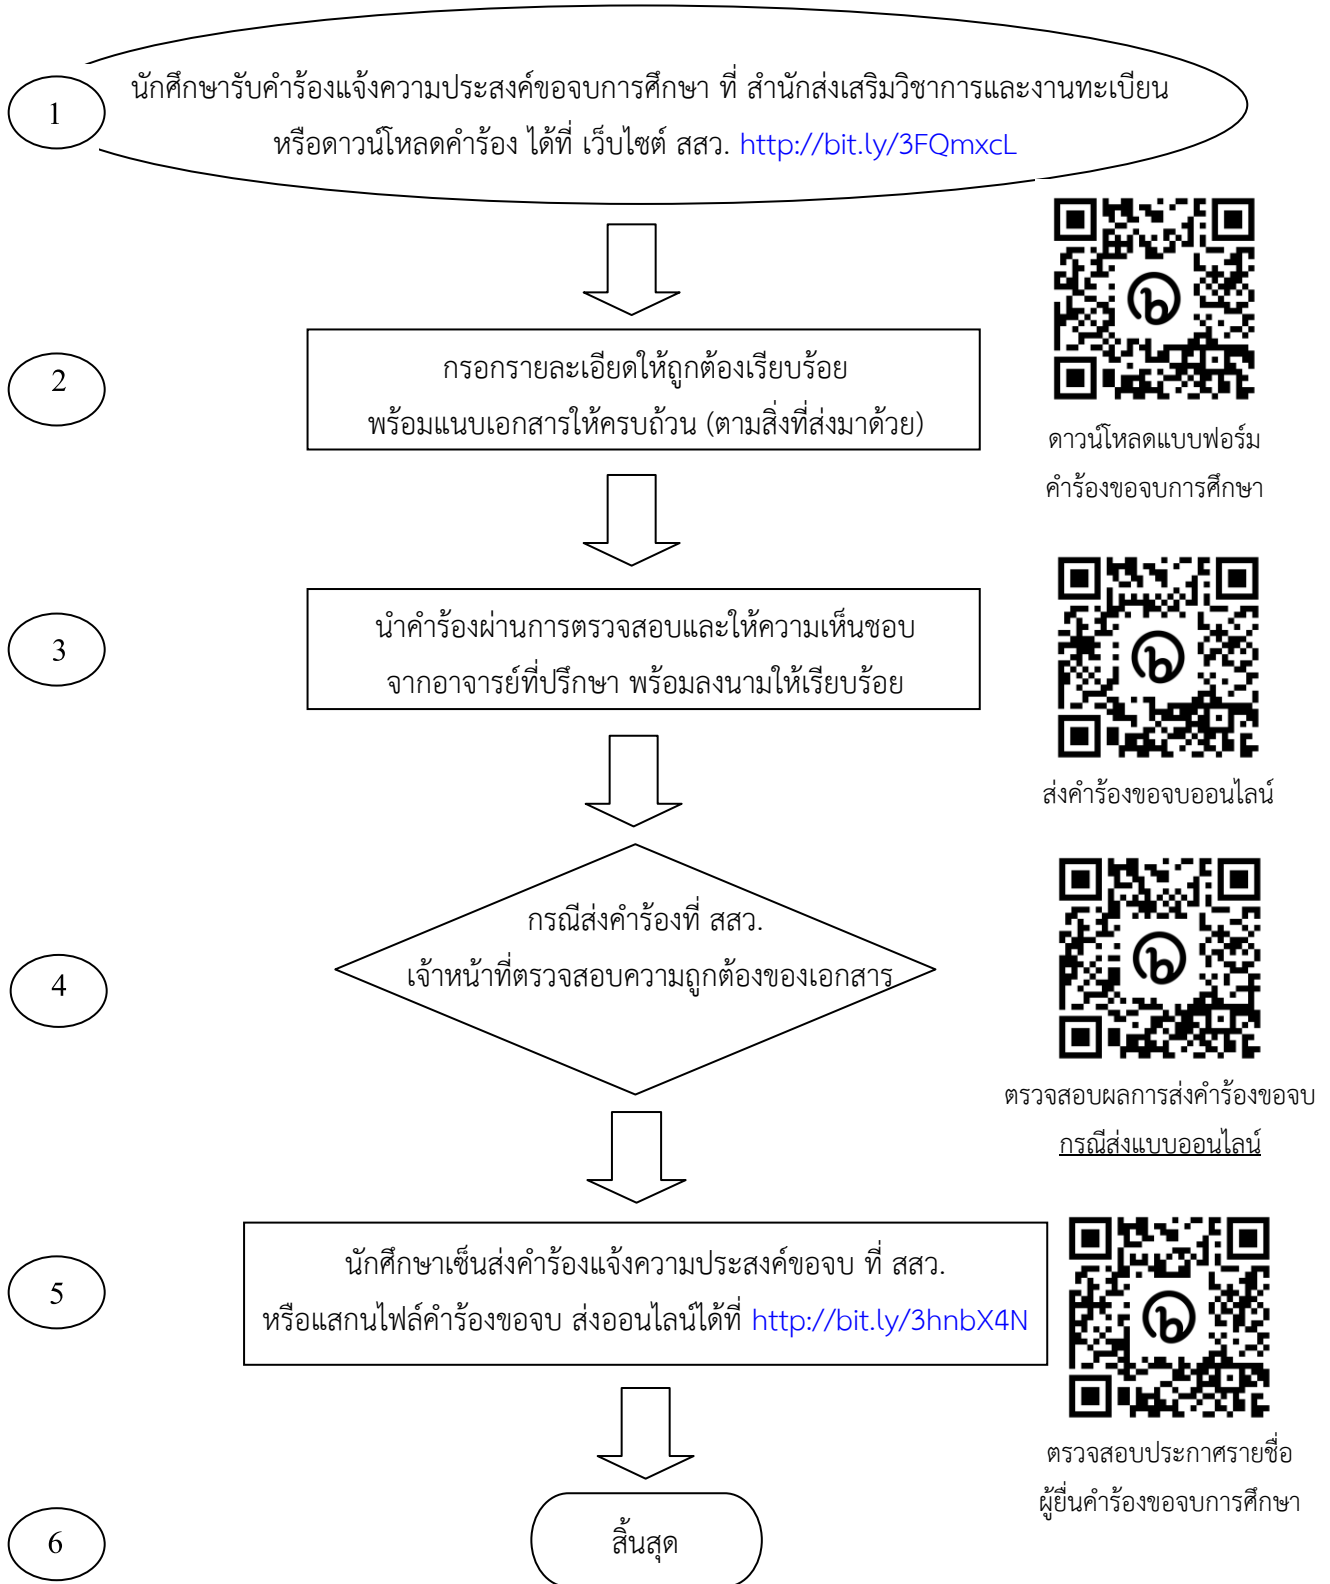 1
นักศึกษารับคำร้องแจ้งความประสงค์ขอจบการศึกษา ที่ สำนักส่งเสริมวิชาการและงานทะเบียน
หรือดาวน์โหลดคำร้อง ได้ที่ เว็บไซต์ สสว. http://bit.ly/3FQmxcL
2
กรอกรายละเอียดให้ถูกต้องเรียบร้อย
พร้อมแนบเอกสารให้ครบถ้วน (ตามสิ่งที่ส่งมาด้วย)
ดาวน์โหลดแบบฟอร์ม
คำร้องขอจบการศึกษา
3
นำคำร้องผ่านการตรวจสอบและให้ความเห็นชอบ
จากอาจารย์ที่ปรึกษา พร้อมลงนามให้เรียบร้อย
ส่งคำร้องขอจบออนไลน์
4
กรณีส่งคำร้องที่ สสว.
เจ้าหน้าที่ตรวจสอบความถูกต้องของเอกสาร
ตรวจสอบผลการส่งคำร้องขอจบ
กรณีส่งแบบออนไลน์
5
นักศึกษาเซ็นส่งคำร้องแจ้งความประสงค์ขอจบ ที่ สสว.
หรือแสกนไฟล์คำร้องขอจบ ส่งออนไลน์ได้ที่ http://bit.ly/3hnbX4N
ตรวจสอบประกาศรายชื่อ
ผู้ยื่นคำร้องขอจบการศึกษา
6
สิ้นสุด